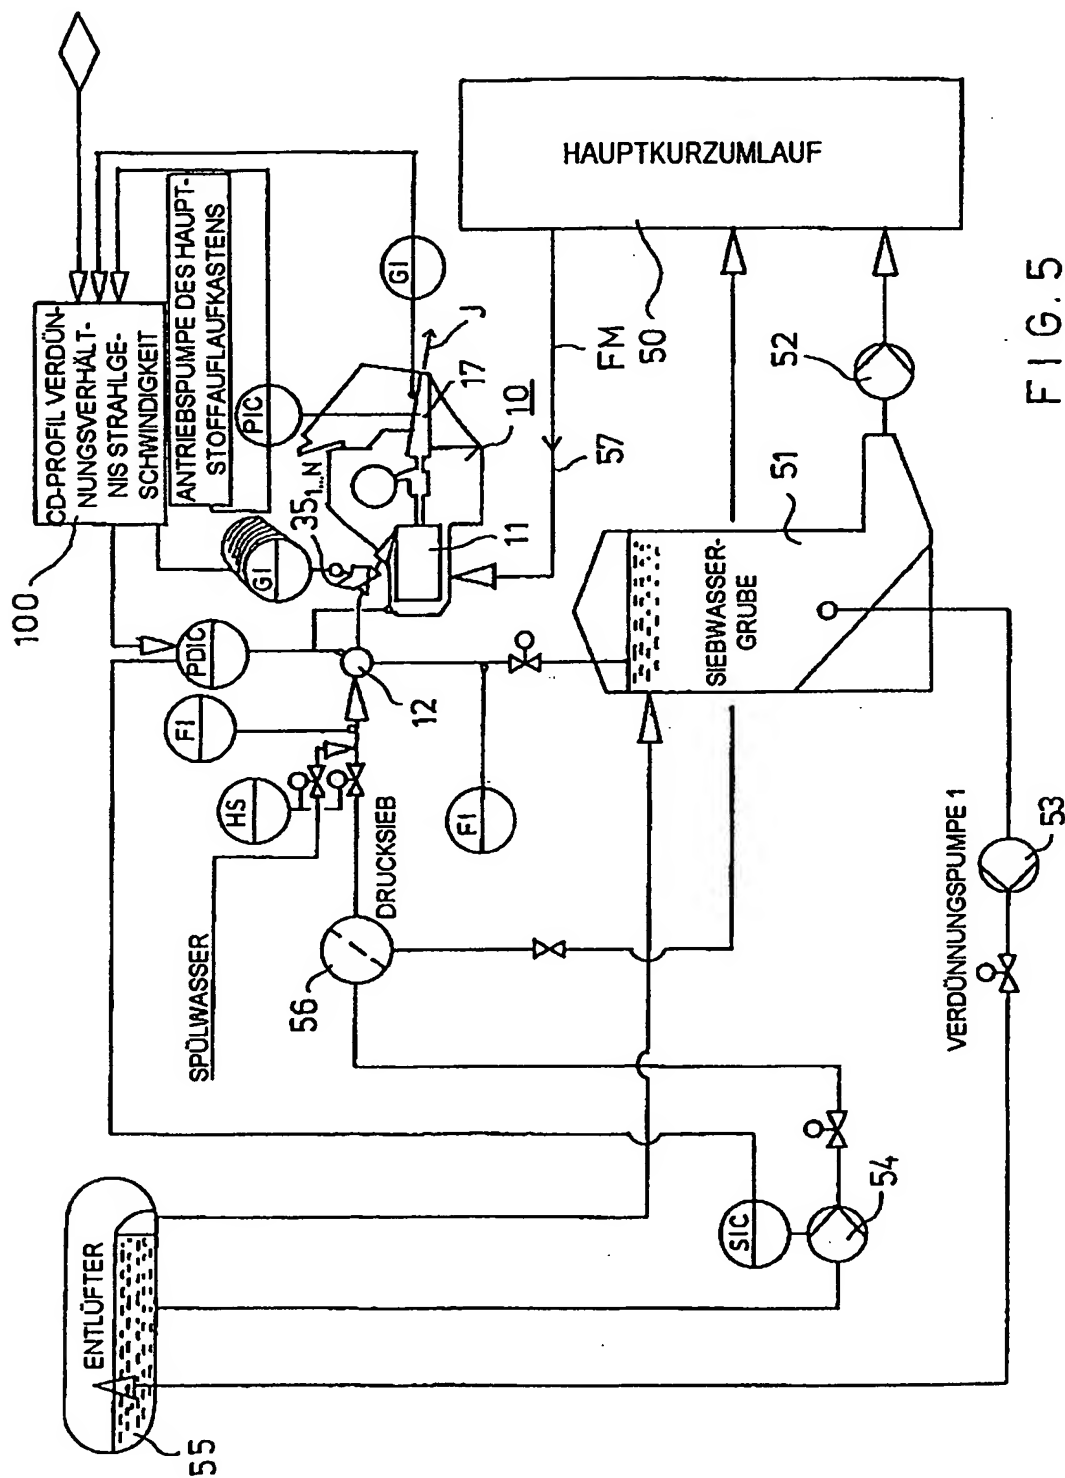 100
CD-PROFIL VERDÜN-
NUNGSVERHÄLT-
NIS STRAHLGE-
SCHWINDIGKEIT
ANTRIEBSPUMPE DES HAUPT-
STOFFAUFLAUFKASTENS
PIC
GI
GI
PDIC
FI
HS
SPÜLWASSER
35₁...N
J
17
10
11
12
FI
DRUCKSIEB
56
HAUPTKURZUMLAUF
50
FM
57
52
51
SIEBWASSER-
GRUBE
53
VERDÜNNUNGSPUMPE 1
SIC
54
ENTLÜFTER
55
FIG. 5